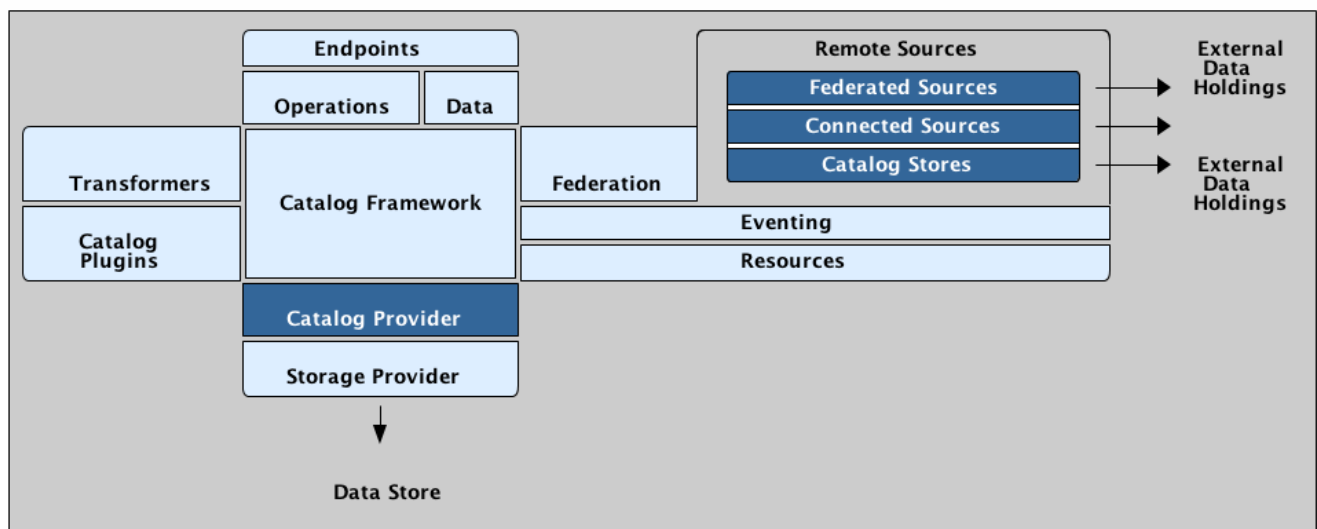 Endpoints
Operations
Data
Transformers
Catalog
Plugins
Catalog Framework
Catalog Provider
Storage Provider
Data Store
Federation
Remote Sources
Federated Sources
Connected Sources
Catalog Stores
Eventing
Resources
External
Data
Holdings
External
Data
Holdings